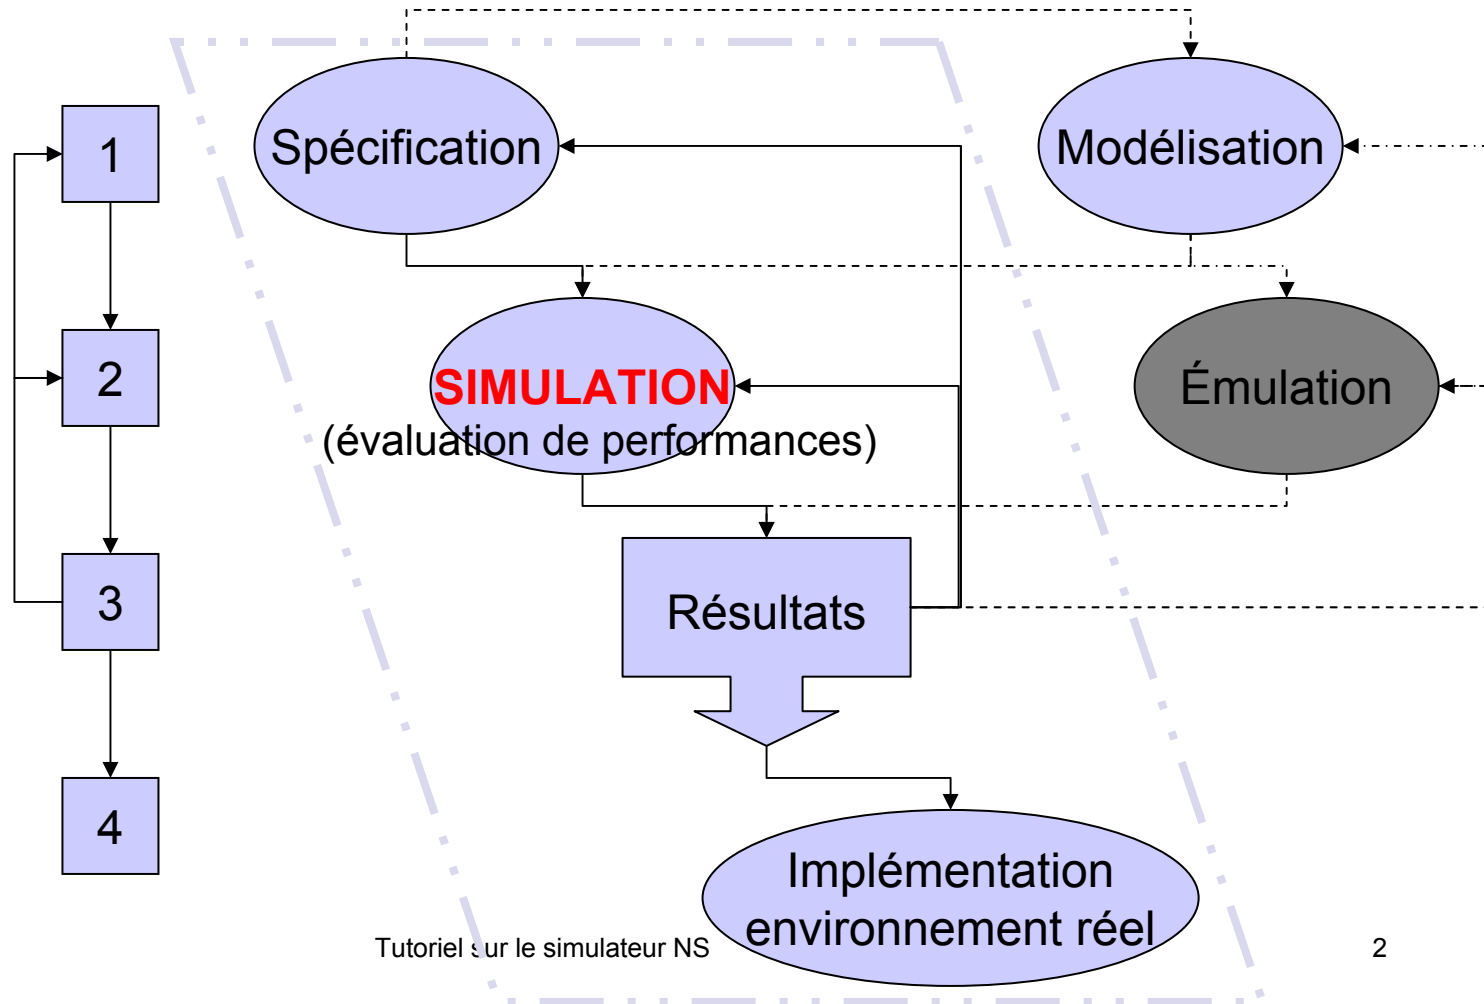 1
Spécification
Modélisation
2
SIMULATION
(évaluation de performances)
Émulation
3
Résultats
4
Implémentation
environnement réel
Tutoriel sur le simulateur NS
2